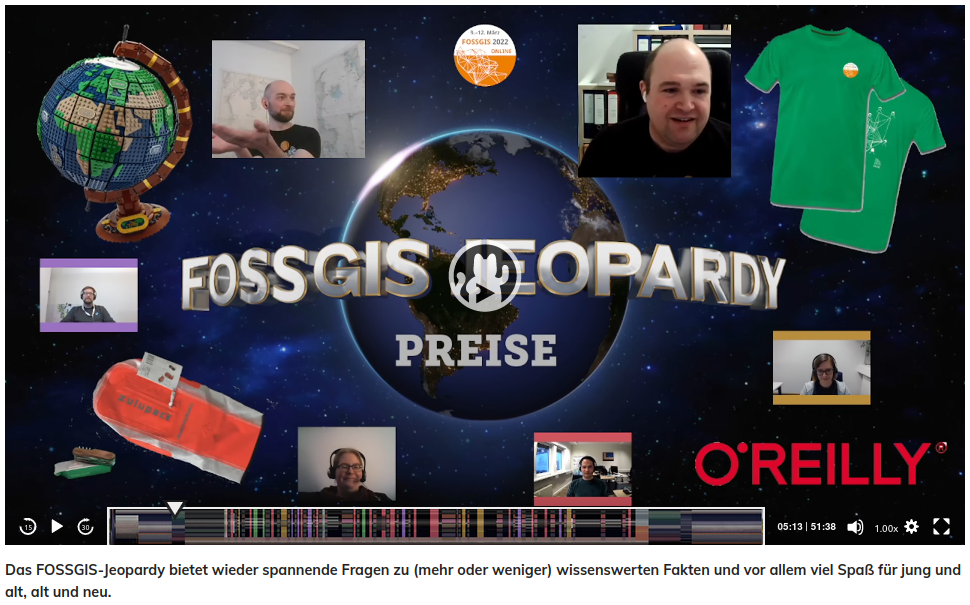 9.-12. März
FOSSGIS 2022
ONLINE
FOSSGIS JEOPARDY
PREISE
O'REILLY®
15
30
05:13 | 51:38
1.00x
Das FOSSGIS-Jeopardy bietet wieder spannende Fragen zu (mehr oder weniger) wissenswerten Fakten und vor allem viel Spaß für jung und
alt, alt und neu.